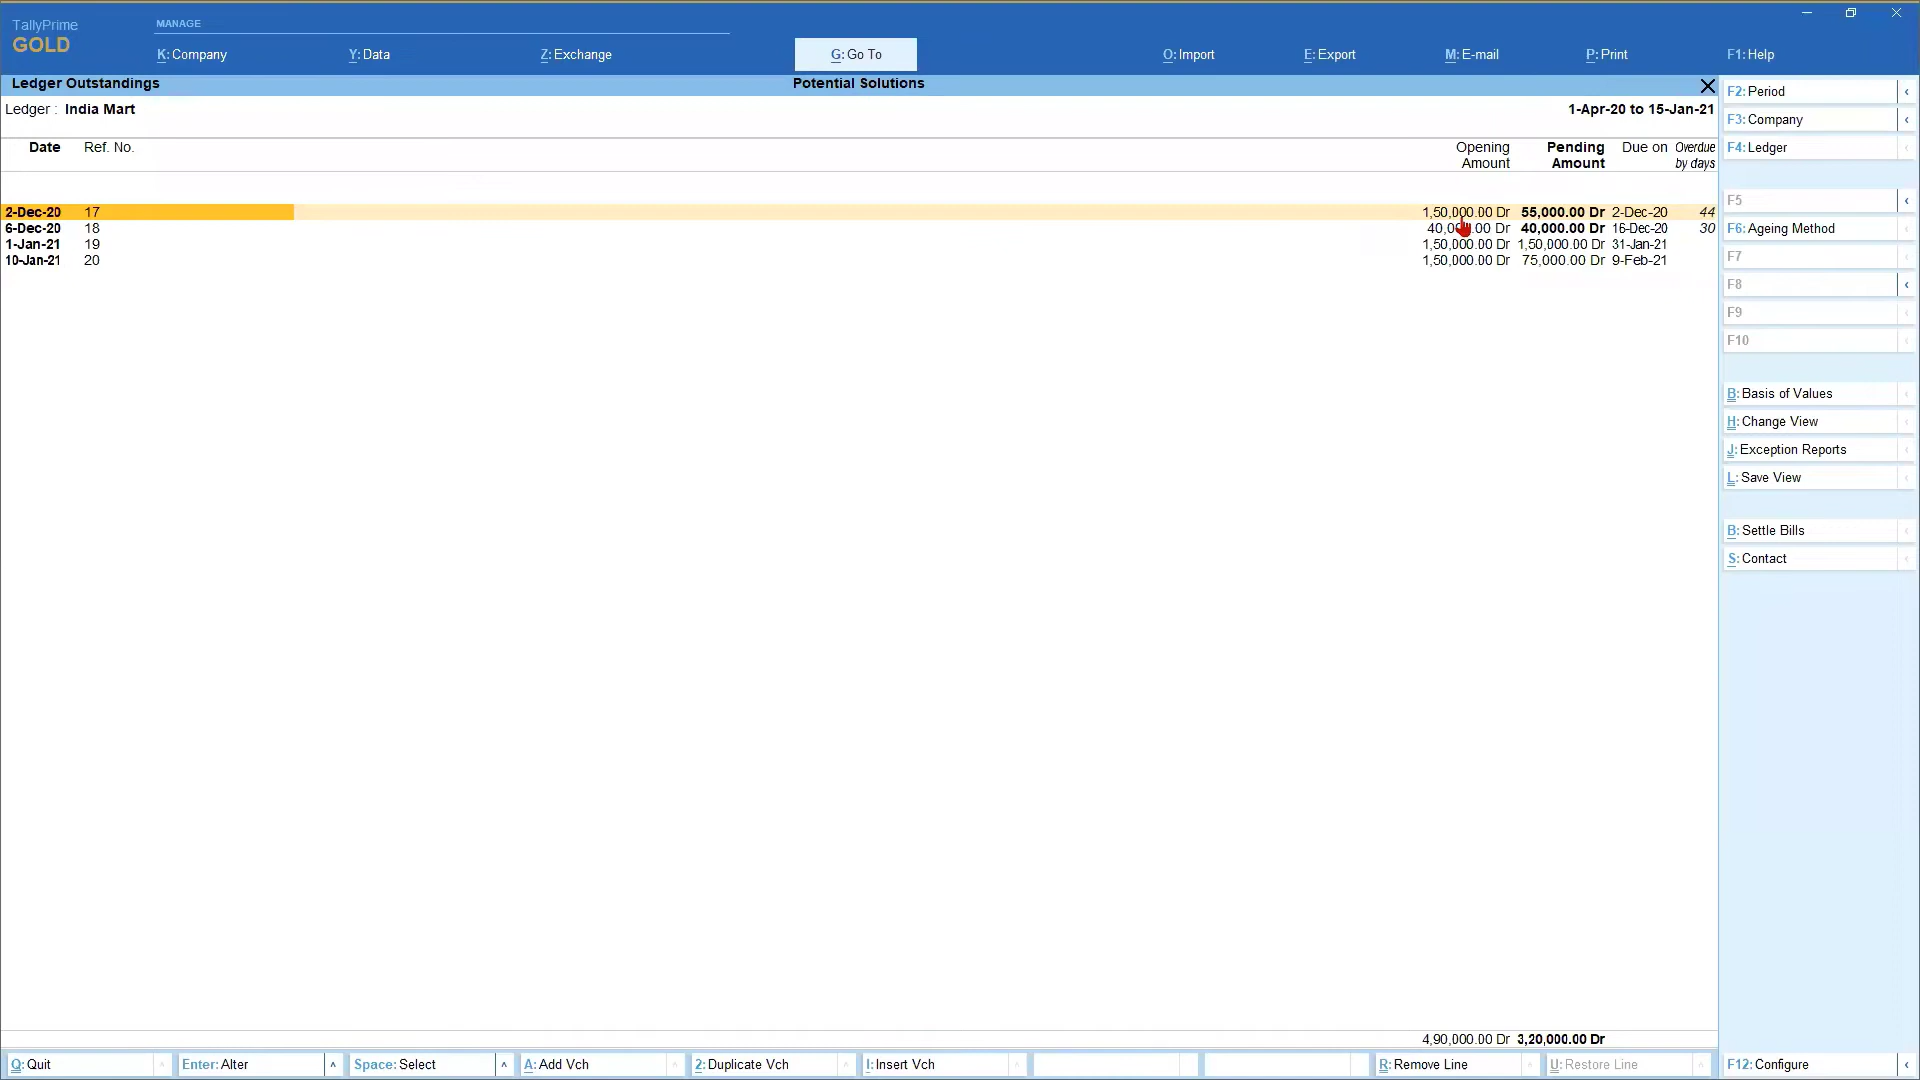 TallyPrime
GOLD
MANAGE
K: Company Y: Data Z: Exchange G: Go To O: Import E: Export M: E-mail P: Print F1: Help
Ledger Outstandings Potential Solutions
Ledger : India Mart 1-Apr-20 to 15-Jan-21
Date Ref. No. Opening Amount Pending Amount Due on Overdue by days
2-Dec-20 17 1,50,000.00 Dr 55,000.00 Dr 2-Dec-20 44
6-Dec-20 18 40,000.00 Dr 40,000.00 Dr 16-Dec-20 30
1-Jan-21 19 1,50,000.00 Dr 1,50,000.00 Dr 31-Jan-21
10-Jan-21 20 1,50,000.00 Dr 75,000.00 Dr 9-Feb-21
4,90,000.00 Dr 3,20,000.00 Dr
F2: Period
F3: Company
F4: Ledger
F5
F6: Ageing Method
F7
F8
F9
F10
B: Basis of Values
H: Change View
J: Exception Reports
L: Save View
B: Settle Bills
S: Contact
F12: Configure
Q: Quit Enter: Alter Space: Select A: Add Vch 2: Duplicate Vch I: Insert Vch R: Remove Line U: Restore Line